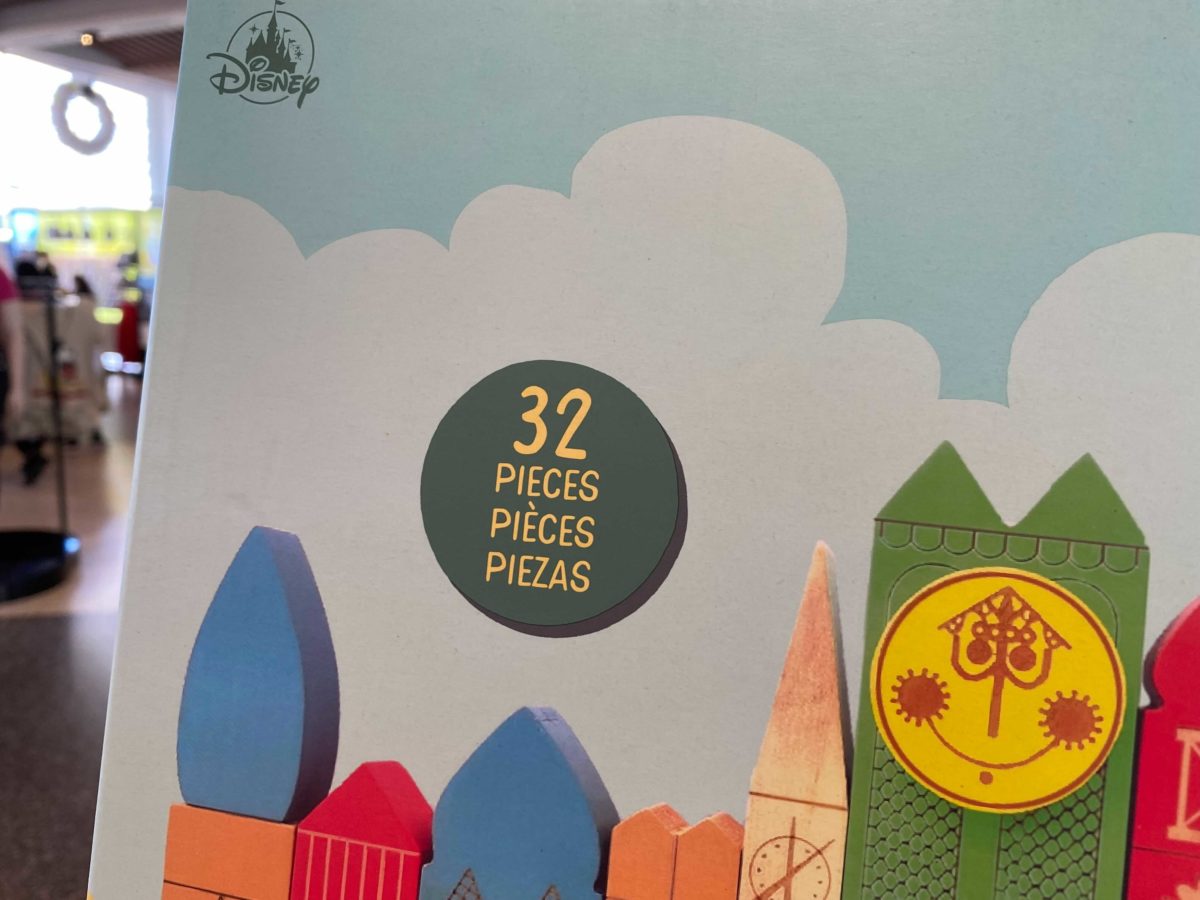 Disney
32
PIECES
PIÈCES
PIEZAS